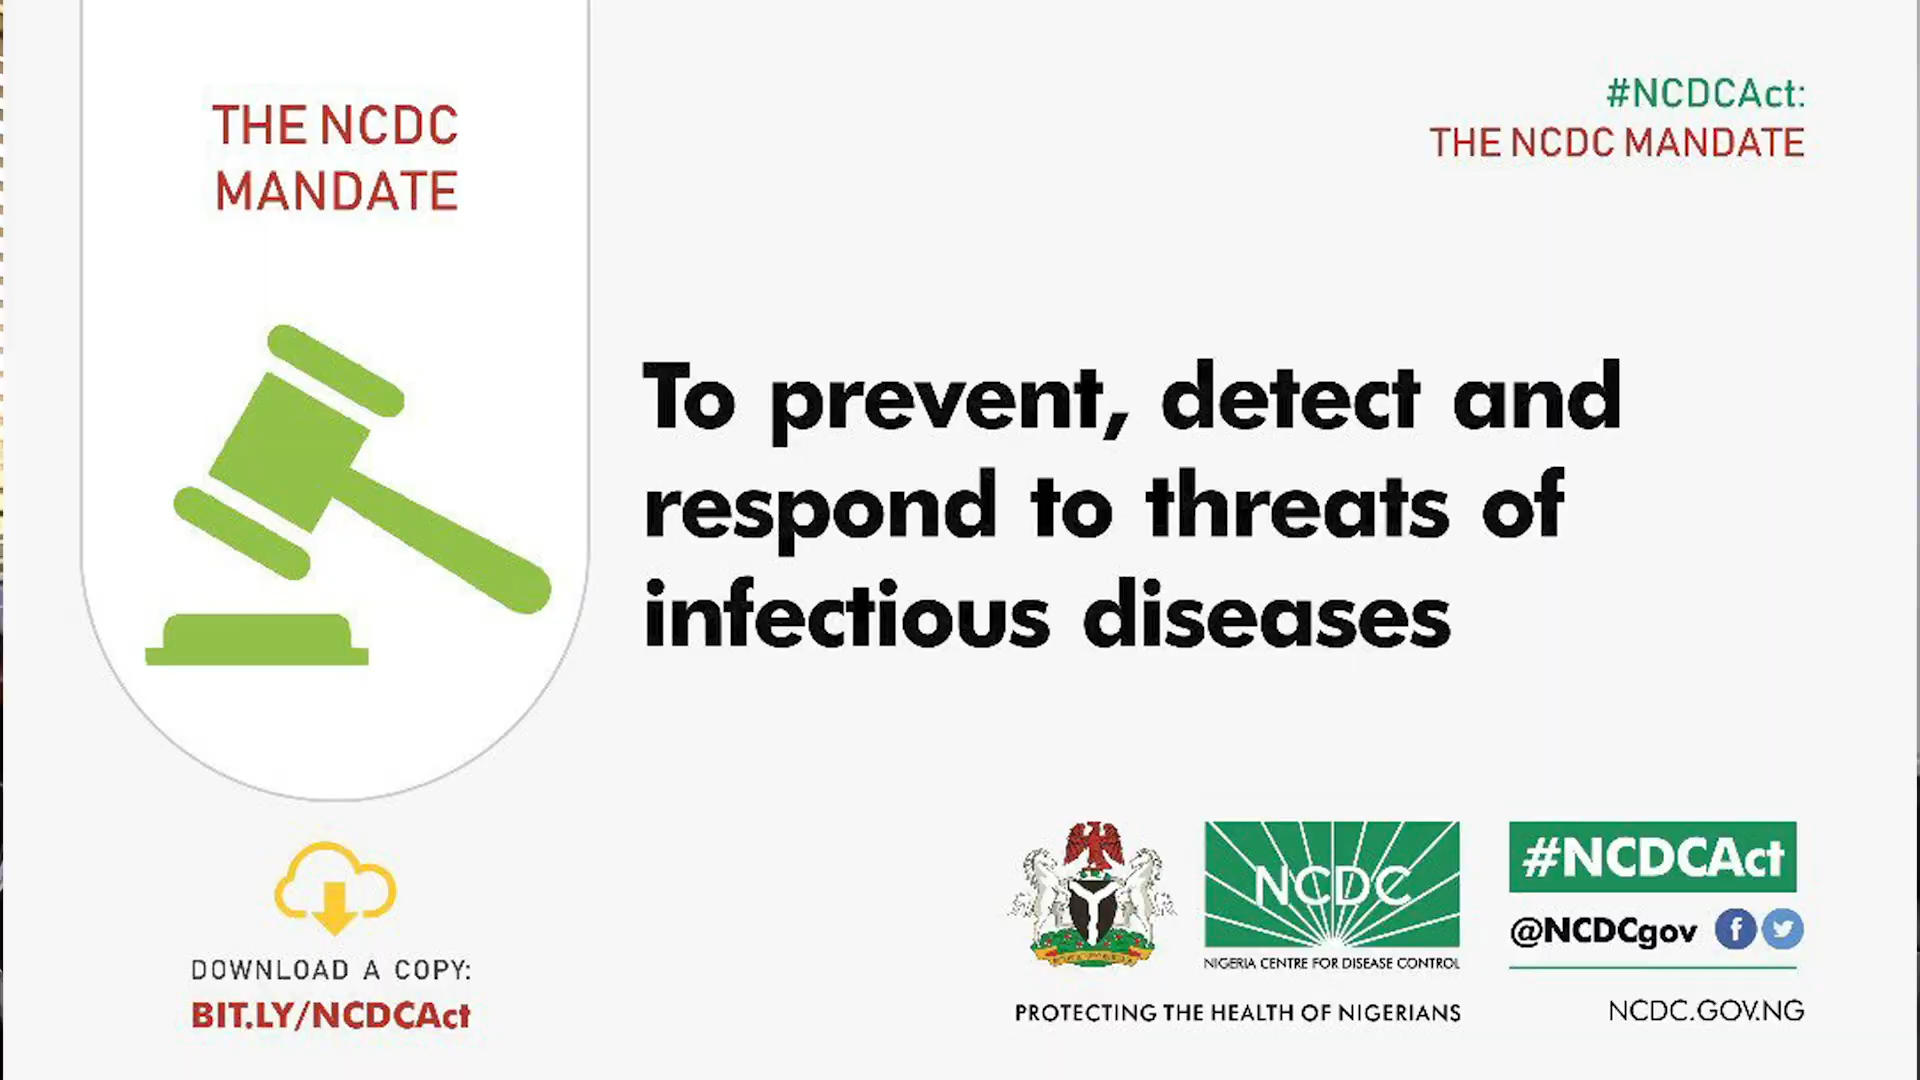 THE NCDC
MANDATE
#NCDCAct:
THE NCDC MANDATE
To prevent, detect and
respond to threats of
infectious diseases
DOWNLOAD A COPY:
BIT.LY/NCDCAct
NCDC
NIGERIA CENTRE FOR DISEASE CONTROL
PROTECTING THE HEALTH OF NIGERIANS
#NCDCAct
@NCDCgov
NCDC.GOV.NG